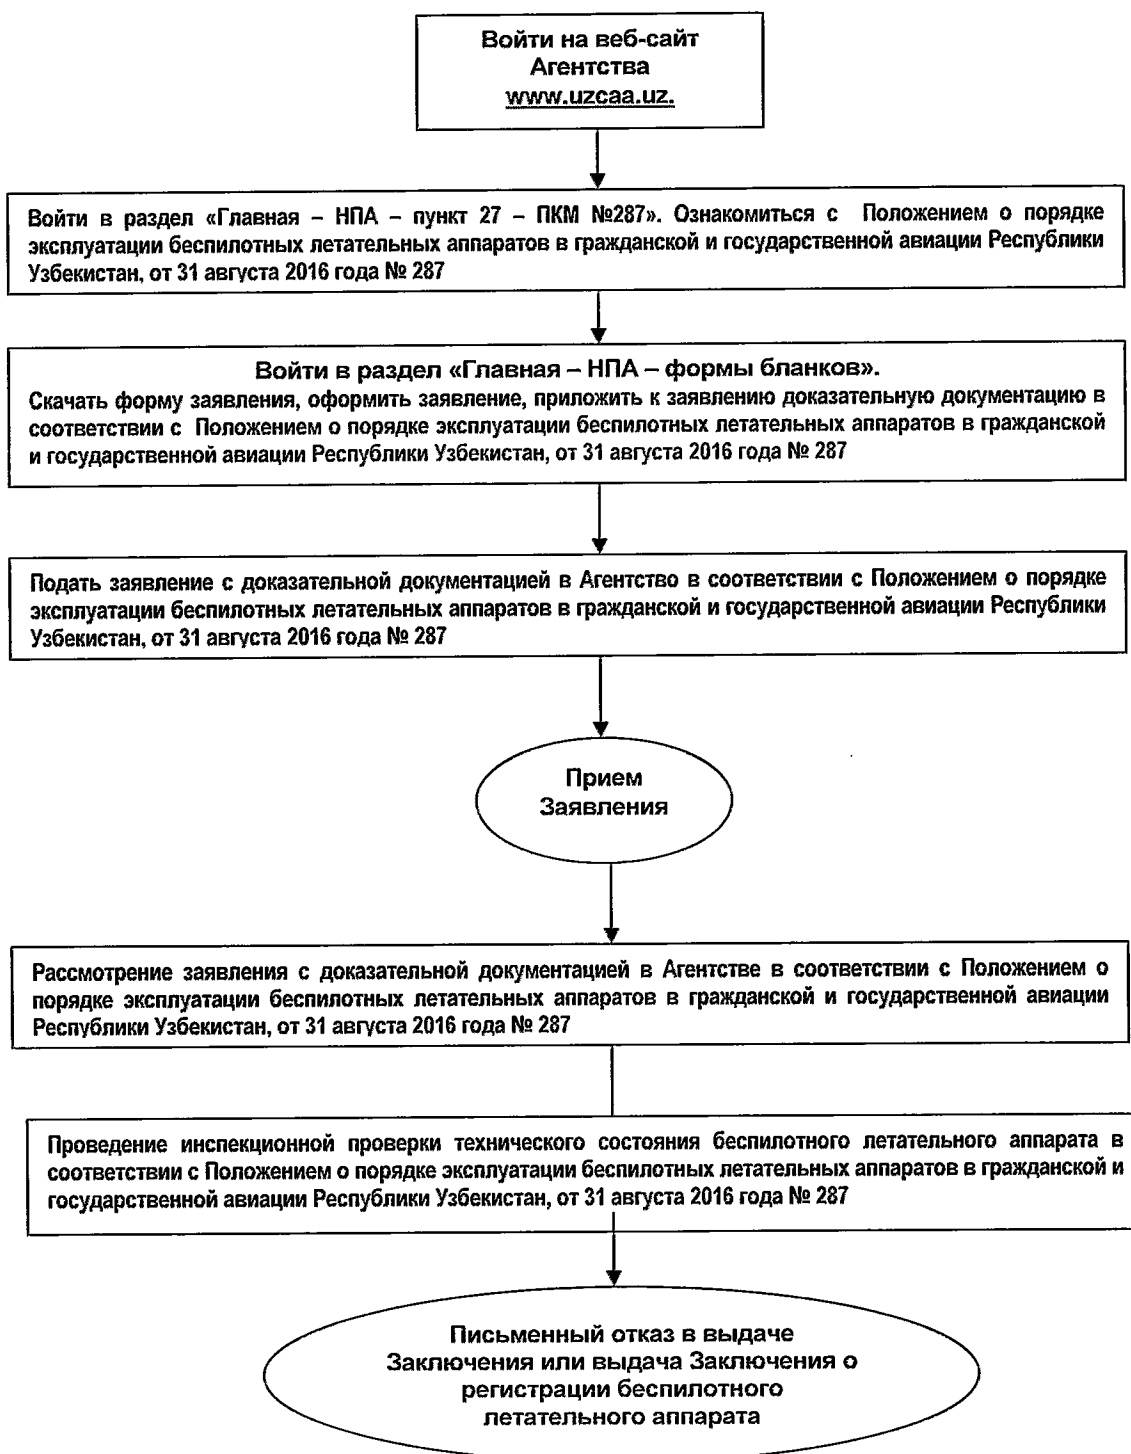 Войти на веб-сайт
Агентства
www.uzcaa.uz.
Войти в раздел «Главная – НПА – пункт 27 – ПКМ №287». Ознакомиться с Положением о порядке
эксплуатации беспилотных летательных аппаратов в гражданской и государственной авиации Республики
Узбекистан, от 31 августа 2016 года № 287
Войти в раздел «Главная – НПА – формы бланков».
Скачать форму заявления, оформить заявление, приложить к заявлению доказательную документацию в
соответствии с Положением о порядке эксплуатации беспилотных летательных аппаратов в гражданской
и государственной авиации Республики Узбекистан, от 31 августа 2016 года № 287
Подать заявление с доказательной документацией в Агентство в соответствии с Положением о порядке
эксплуатации беспилотных летательных аппаратов в гражданской и государственной авиации Республики
Узбекистан, от 31 августа 2016 года № 287
Прием
Заявления
Рассмотрение заявления с доказательной документацией в Агентстве в соответствии с Положением о
порядке эксплуатации беспилотных летательных аппаратов в гражданской и государственной авиации
Республики Узбекистан, от 31 августа 2016 года № 287
Проведение инспекционной проверки технического состояния беспилотного летательного аппарата в
соответствии с Положением о порядке эксплуатации беспилотных летательных аппаратов в гражданской и
государственной авиации Республики Узбекистан, от 31 августа 2016 года № 287
Письменный отказ в выдаче
Заключения или выдача Заключения о
регистрации беспилотного
летательного аппарата